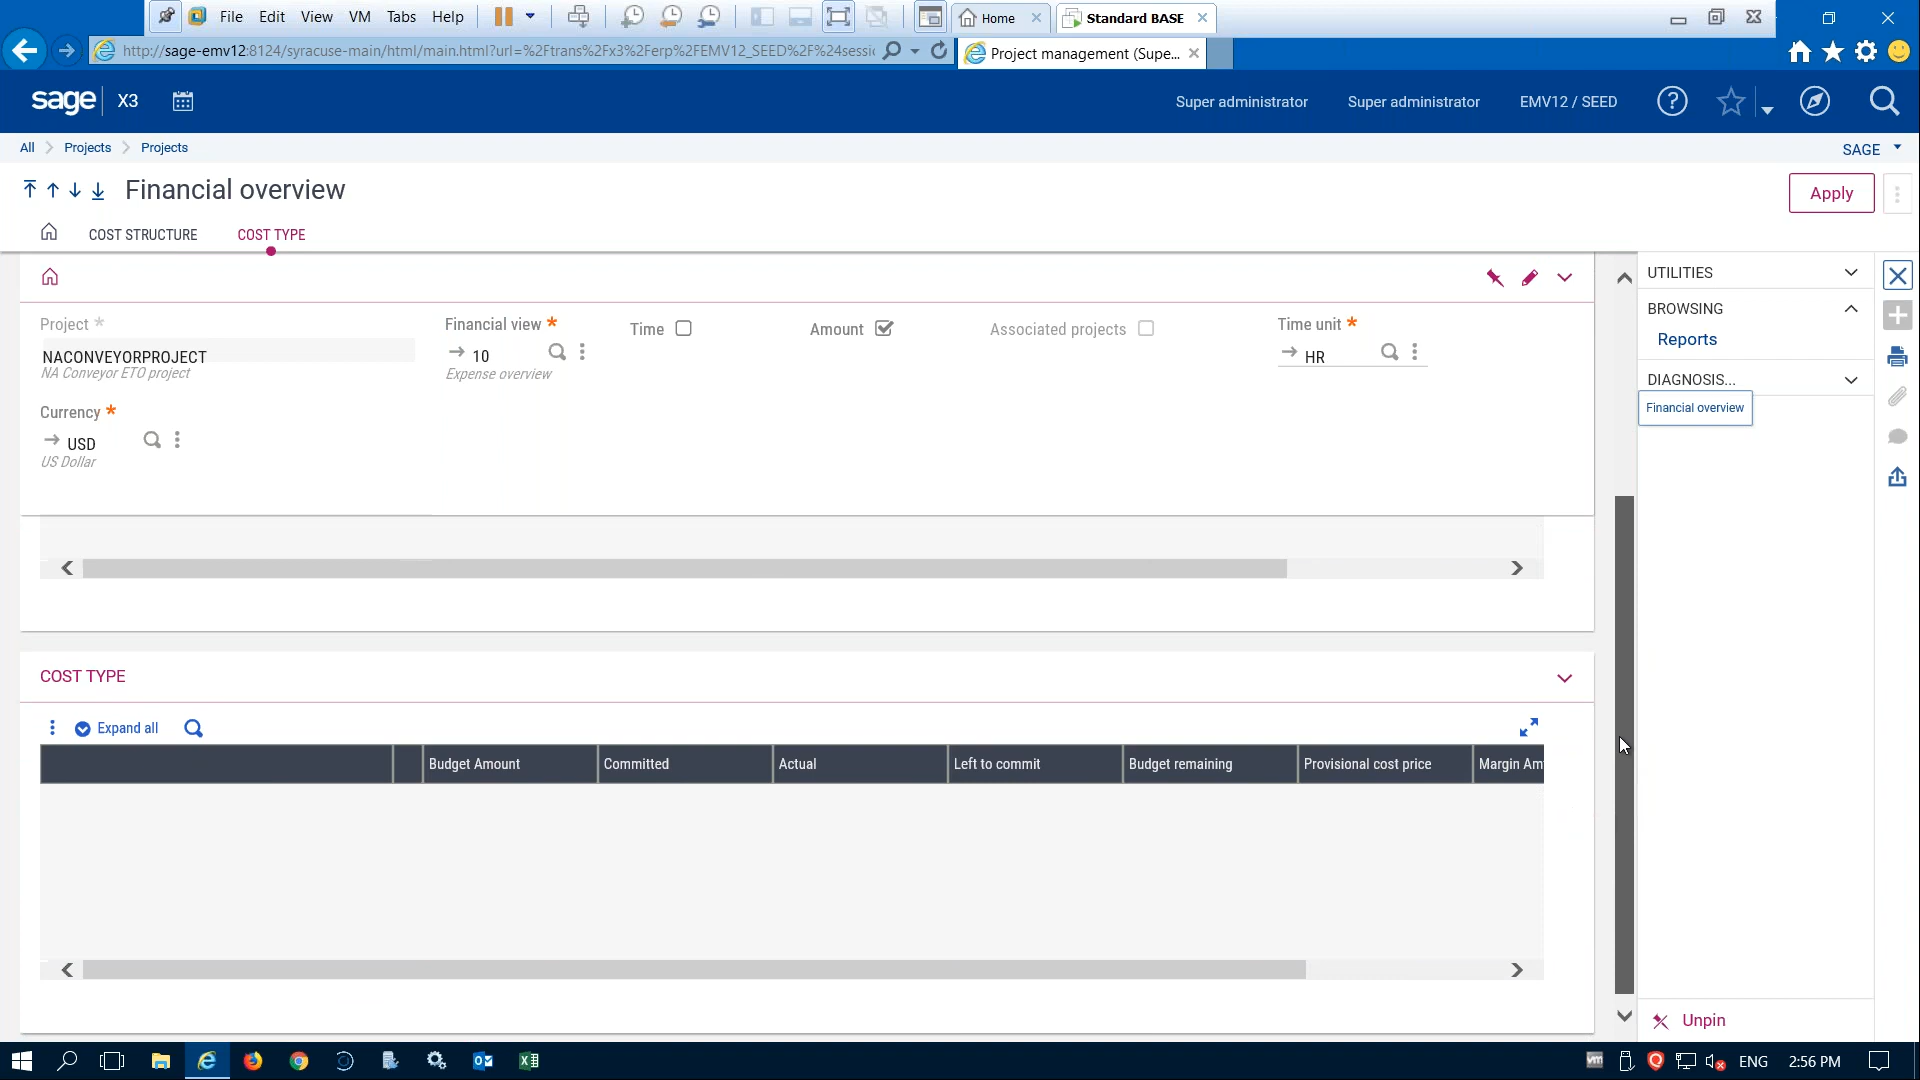 File Edit View VM Tabs Help
Home
Standard BASE
http://sage-emv12:8124/syracuse-main/html/main.html?url=%2Ftrans%2Fx3%2Ferp%2FEMV12_SEED%2F%24sessic
Project management (Supe...
sage X3
Super administrator
Super administrator
EMV12 / SEED
All Projects Projects
SAGE
Financial overview
Apply
COST STRUCTURE
COST TYPE
UTILITIES
BROWSING
Reports
DIAGNOSIS...
Financial overview
Project *
NACONVEYORPROJECT
NA Conveyor ETO project
Financial view *
10
Expense overview
Time
Amount
Associated projects
Time unit *
HR
Currency *
USD
US Dollar
COST TYPE
Expand all
Budget Amount
Committed
Actual
Left to commit
Budget remaining
Provisional cost price
Margin Am
Unpin
ENG
2:56 PM